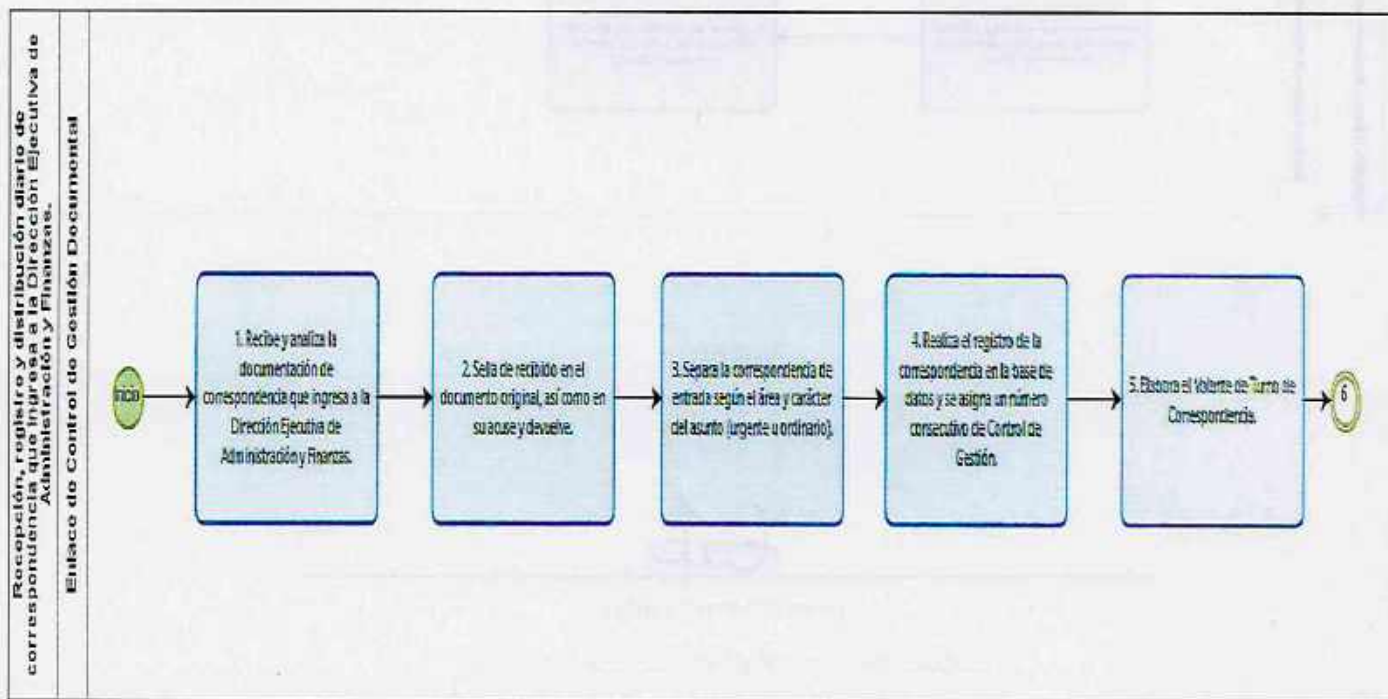 Recepción, registro y distribución diario de
correspondencia que ingresa a la Dirección Ejecutiva de
Administración y Finanzas.
Enlace de Control de Gestión Documental
Inicio
1. Recibe y analiza la
documentación de
correspondencia que ingresa a la
Dirección Ejecutiva de
Administración y Finanzas.
2. Sella de recibido en el
documento original, así como en
su acuse y devuelve.
3. Separa la correspondencia de
entrada según el área y carácter
del asunto (urgente u ordinario).
4. Realiza el registro de la
correspondencia en la base de
datos y se asigna un número
consecutivo de Control de
Gestión.
5. Elabora el Volante de Turno de
Correspondencia.
6